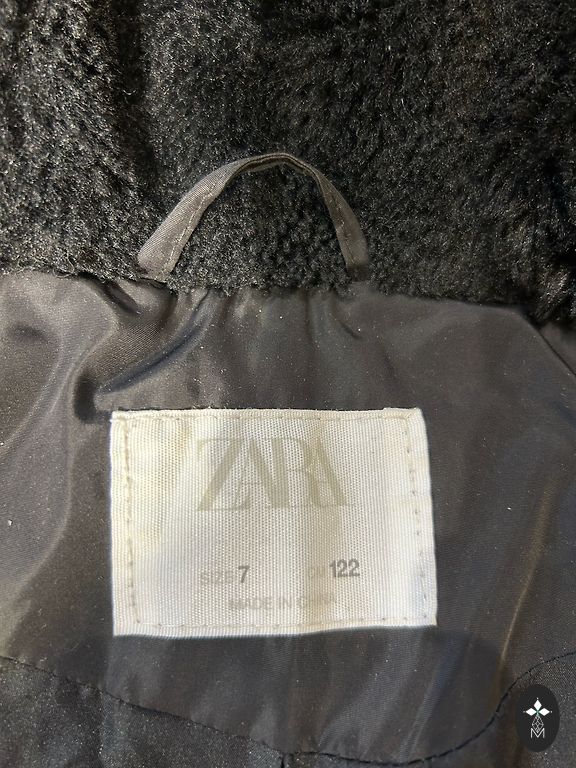 ZARA
SIZE 7 CM 122
MADE IN CHINA
M